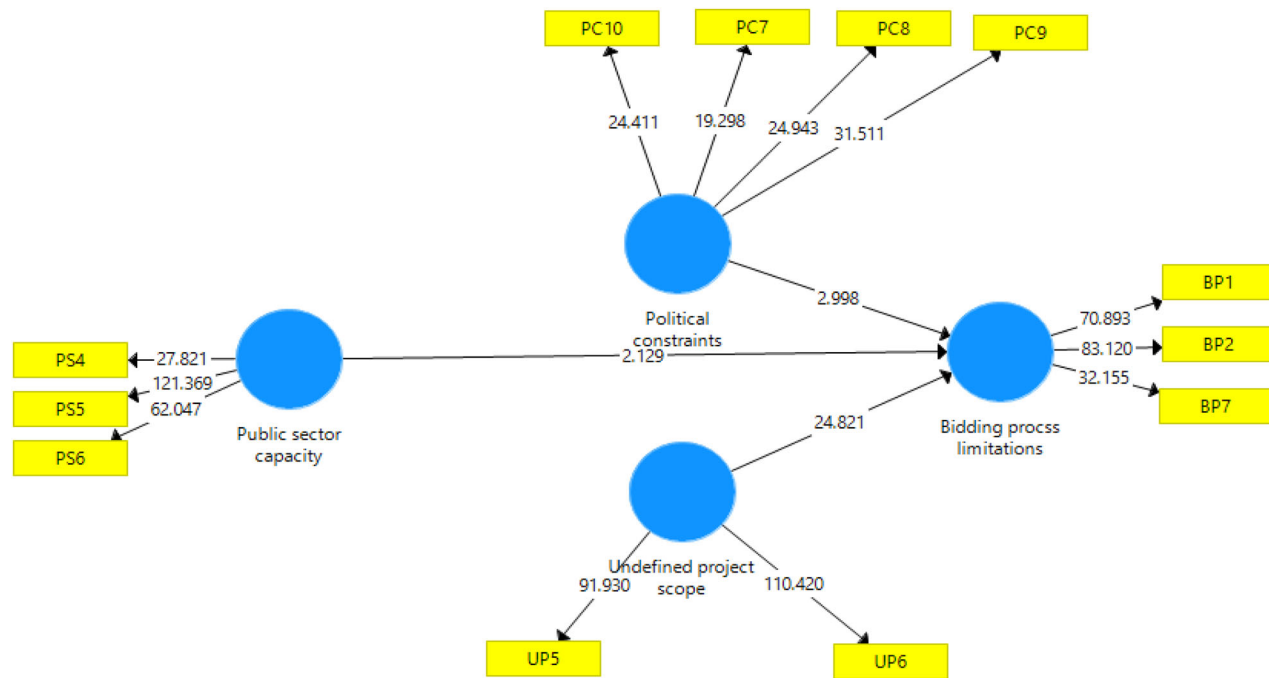 PC10
PC7
PC8
PC9
24.411
19.298
24.943
31.511
Political
constraints
2.998
BP1
70.893
BP2
83.120
BP7
32.155
Bidding procss
limitations
PS4
27.821
PS5
121.369
PS6
62.047
Public sector
capacity
2.129
24.821
Undefined project
scope
91.930
110.420
UP5
UP6